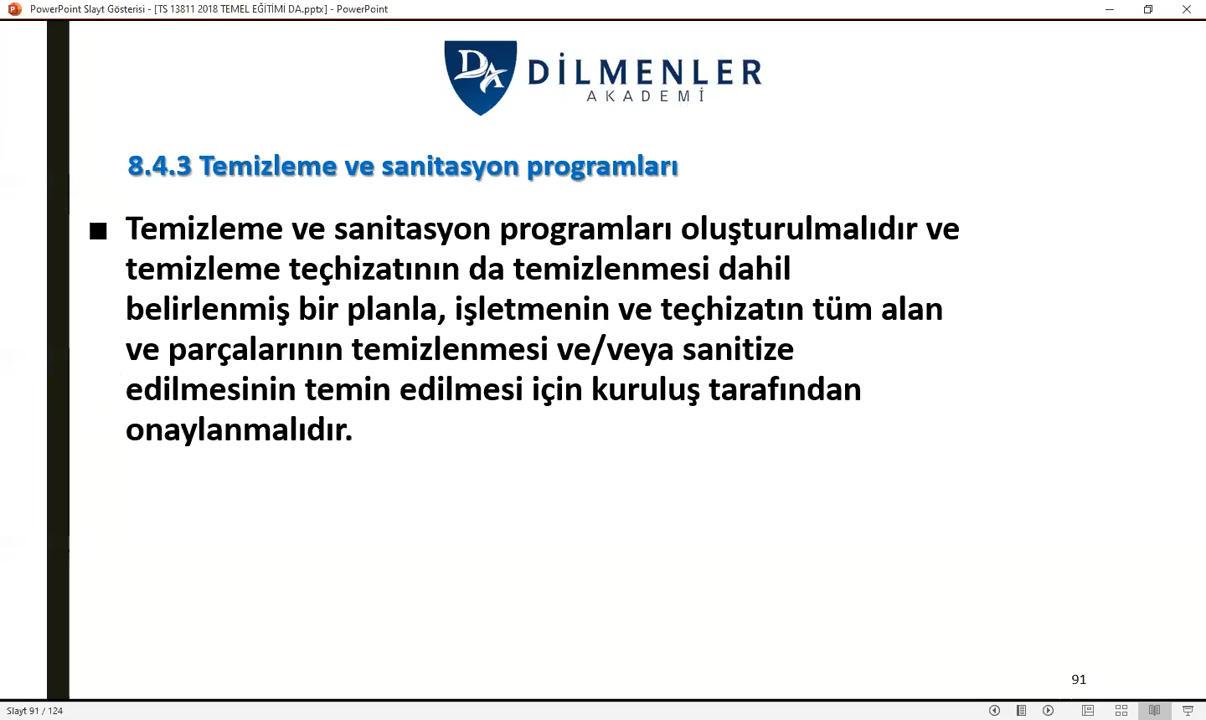 PowerPoint Slayt Gösterisi - [TS 13811 2018 TEMEL EĞİTİMİ DA.pptx] - PowerPoint
DA DİLMENLER
AKADEMİ
8.4.3 Temizleme ve sanitasyon programları
■ Temizleme ve sanitasyon programları oluşturulmalıdır ve
temizleme teçhizatının da temizlenmesi dahil
belirlenmiş bir planla, işletmenin ve teçhizatın tüm alan
ve parçalarının temizlenmesi ve/veya sanitize
edilmesinin temin edilmesi için kuruluş tarafından
onaylanmalıdır.
91
Slayt 91 / 124